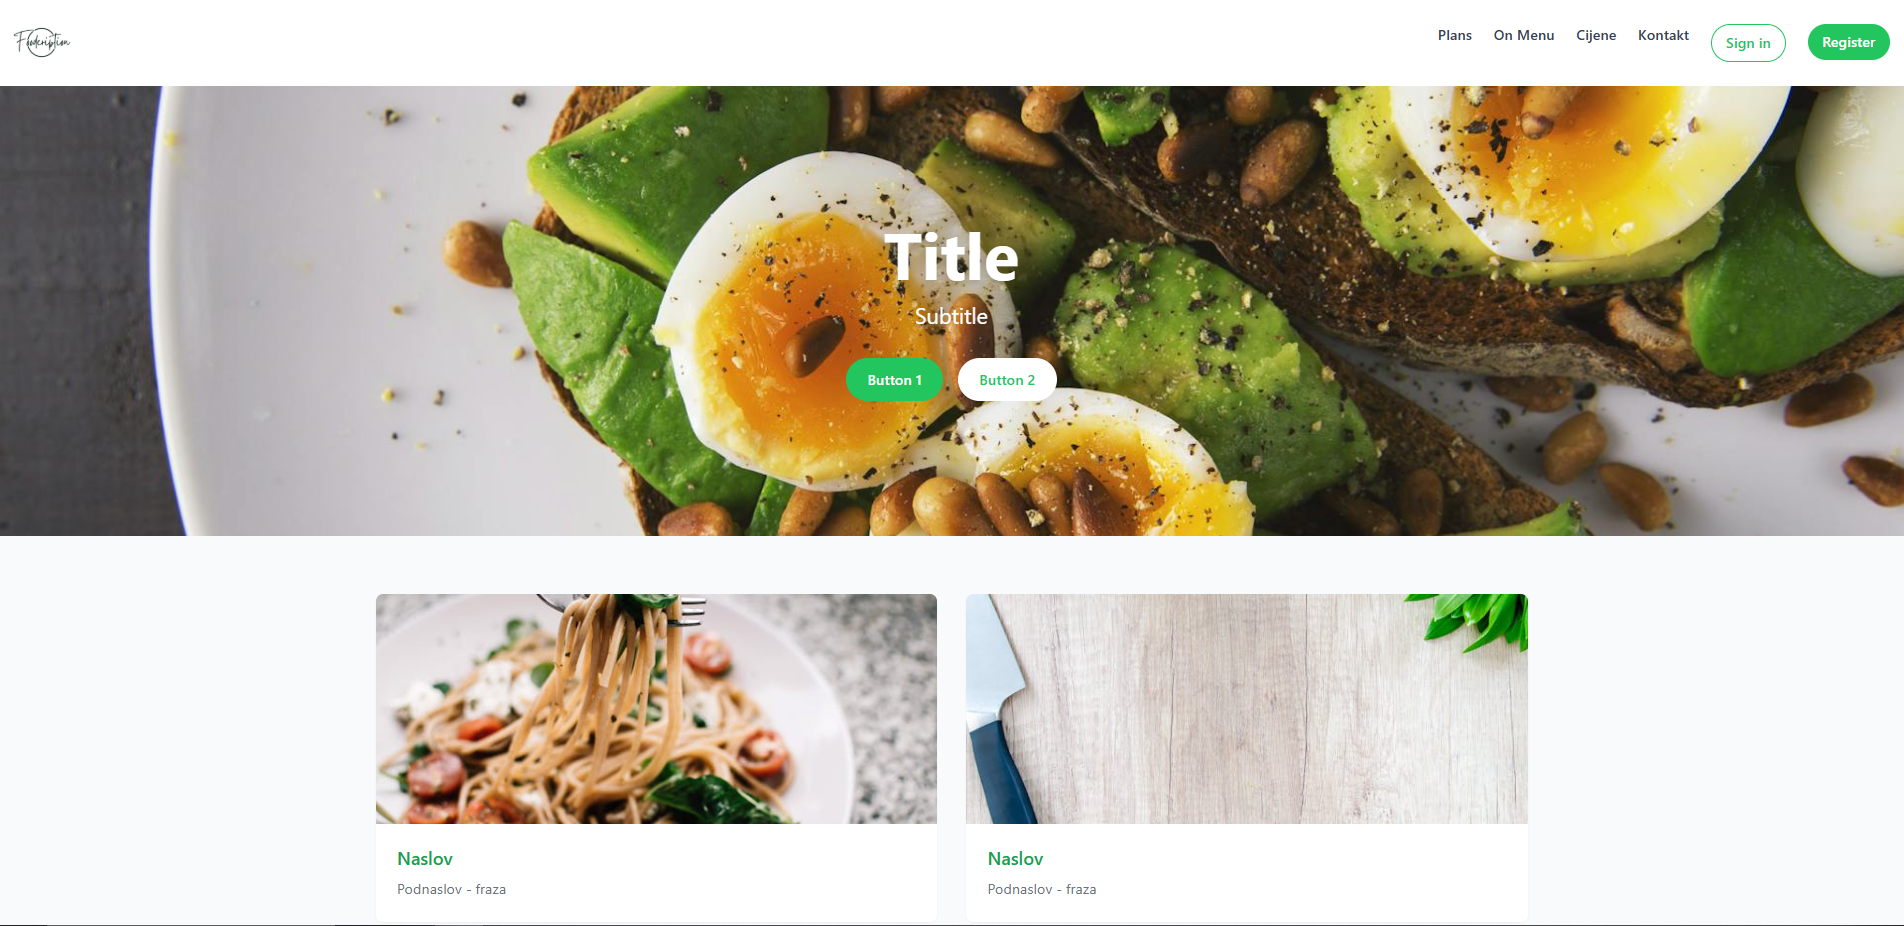 Foodcription
Plans On Menu Cijene Kontakt Sign in Register
Title
Subtitle
Button 1 Button 2
Naslov
Podnaslov - fraza
Naslov
Podnaslov - fraza